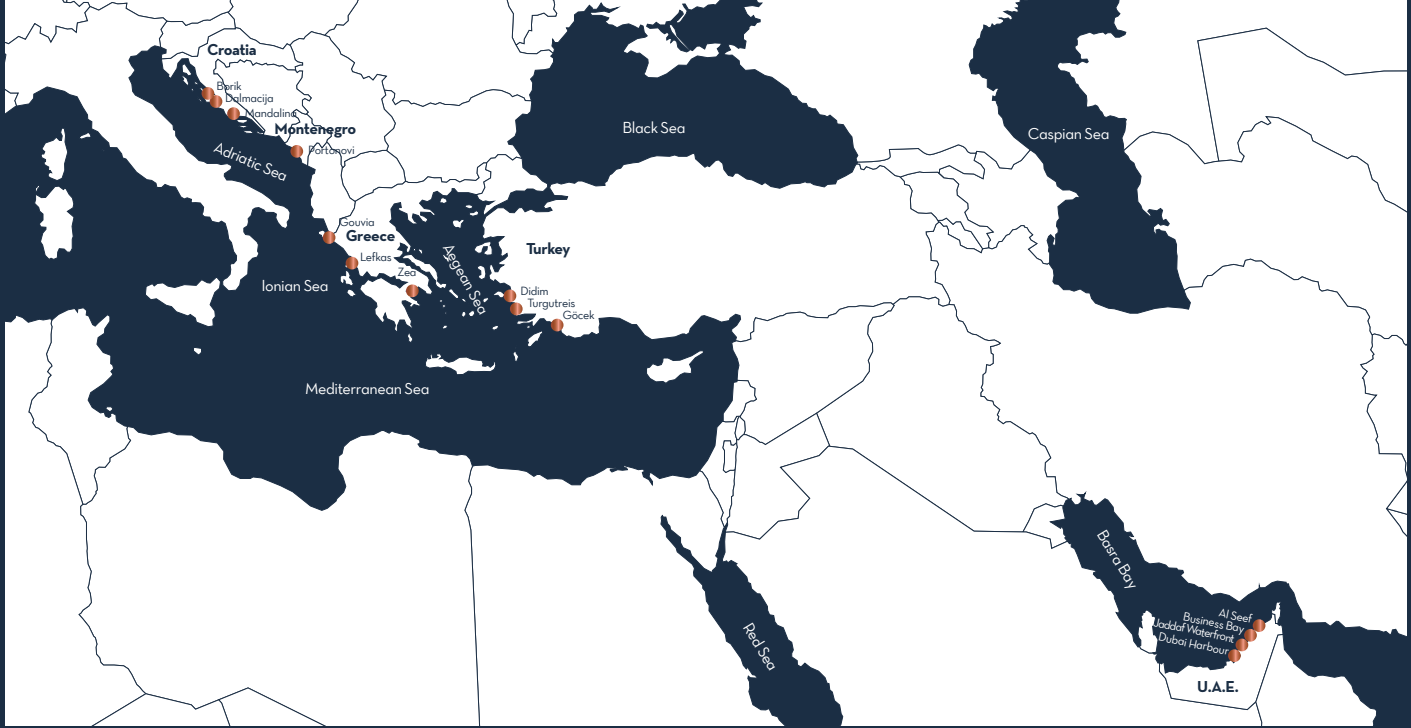 Croatia
Borik
Dalmacija
Mandalina
Montenegro
Portonovi
Adriatic Sea
Black Sea
Caspian Sea
Gouvia
Greece
Lefkas
Zea
Aegean Sea
Turkey
Ionian Sea
Didim
Turgutreis
Göcek
Mediterranean Sea
Basra Bay
Red Sea
Al Seef
Business Bay
Jaddaf Waterfront
Dubai Harbour
U.A.E.